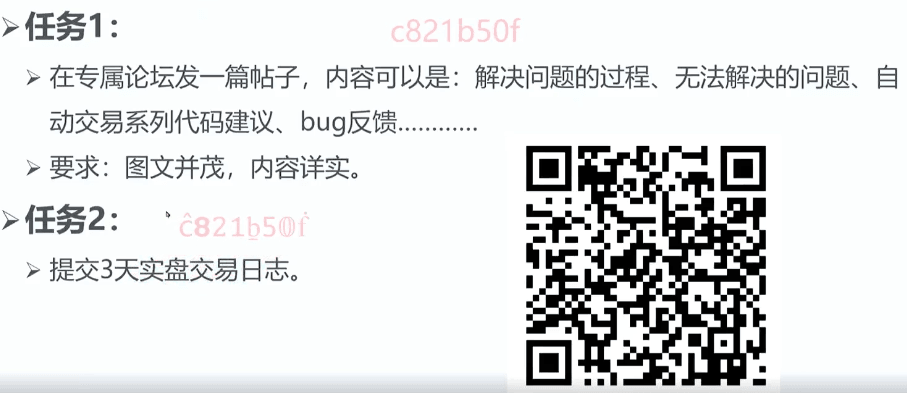 任务1：
c821b50f
在专属论坛发一篇帖子，内容可以是：解决问题的过程、无法解决的问题、自
动交易系列代码建议、bug反馈…………
要求：图文并茂，内容详实。
任务2：
ĉ821ḇ50ḟ
提交3天实盘交易日志。